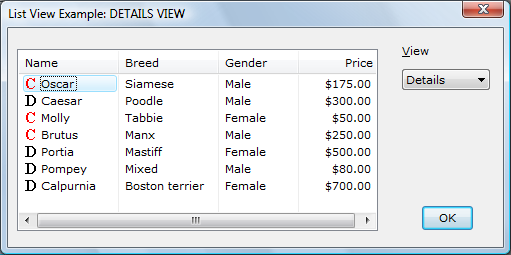 List View Example: DETAILS VIEW
View
Details
Name Breed Gender Price
C Oscar Siamese Male $175.00
D Caesar Poodle Male $300.00
C Molly Tabbie Female $50.00
C Brutus Manx Male $250.00
D Portia Mastiff Female $500.00
D Pompey Mixed Male $80.00
D Calpurnia Boston terrier Female $700.00
OK